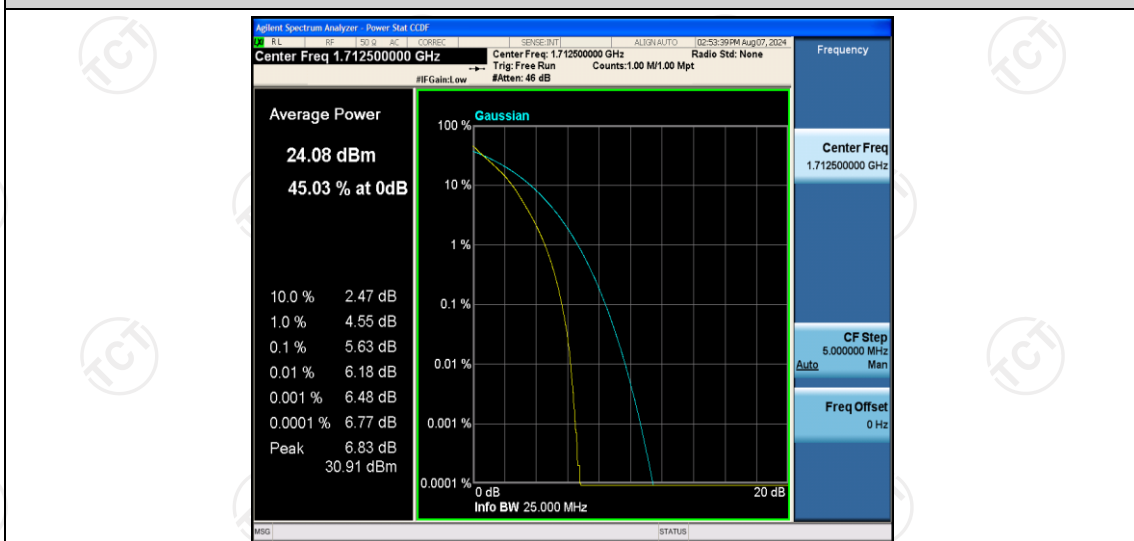 Agilent Spectrum Analyzer - Power Stat CCDF
RL RF 50 Ω AC CORREC SENSE:INT ALIGN AUTO 02:53:39 PM Aug 07, 2024
Center Freq 1.712500000 GHz
Center Freq: 1.712500000 GHz Radio Std: None
Trig: Free Run Counts:1.00 M/1.00 Mpt
#IFGain:Low #Atten: 46 dB
Frequency
Average Power
24.08 dBm
45.03 % at 0dB
10.0 % 2.47 dB
1.0 % 4.55 dB
0.1 % 5.63 dB
0.01 % 6.18 dB
0.001 % 6.48 dB
0.0001 % 6.77 dB
Peak 6.83 dB
30.91 dBm
Gaussian
100 %
10 %
1 %
0.1 %
0.01 %
0.001 %
0.0001 %
0 dB 20 dB
Info BW 25.000 MHz
Center Freq
1.712500000 GHz
CF Step
5.000000 MHz
Auto Man
Freq Offset
0 Hz
MSG STATUS
TCT
TCT
TCT
TCT